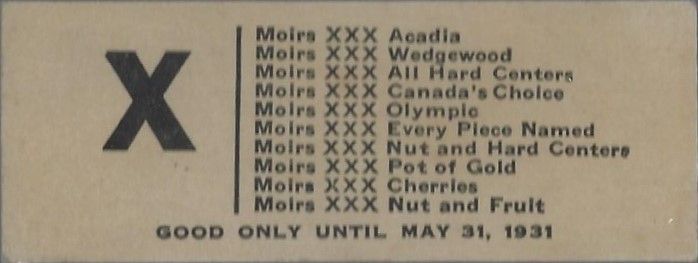 X
Moirs XXX Acadia
Moirs XXX Wedgewood
Moirs XXX All Hard Centers
Moirs XXX Canada's Choice
Moirs XXX Olympic
Moirs XXX Every Piece Named
Moirs XXX Nut and Hard Centers
Moirs XXX Pot of Gold
Moirs XXX Cherries
Moirs XXX Nut and Fruit
GOOD ONLY UNTIL MAY 31, 1931